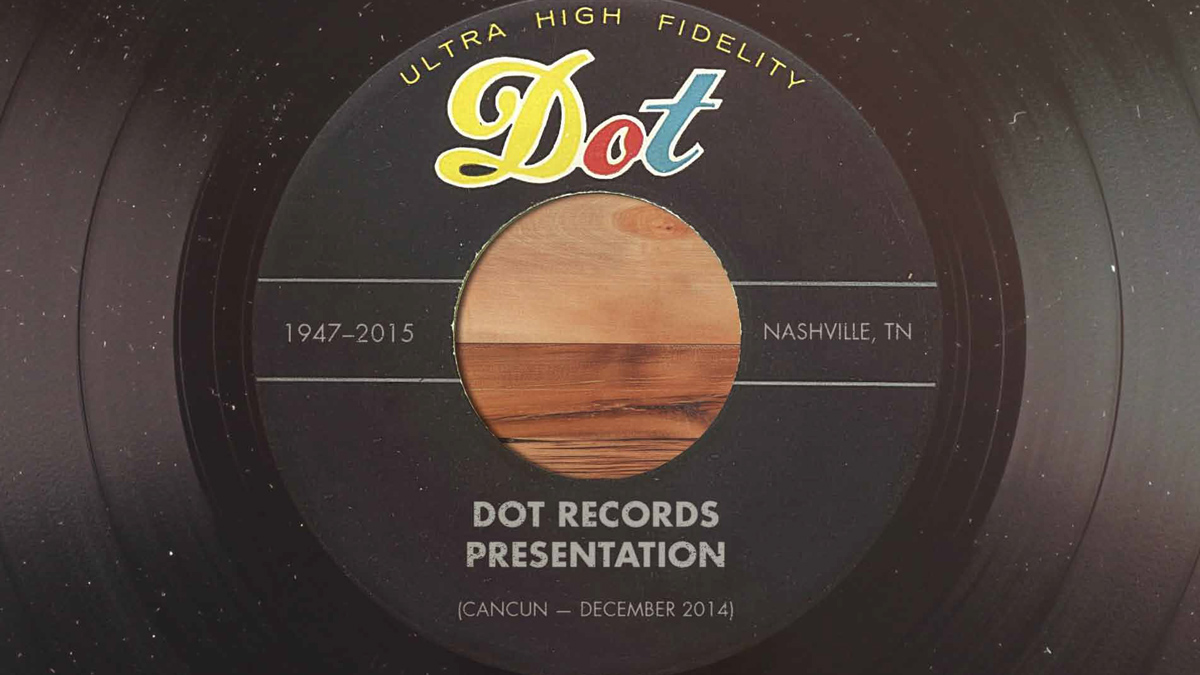 ULTRA HIGH FIDELITY
Dot
1947–2015
NASHVILLE, TN
DOT RECORDS
PRESENTATION
(CANCUN — DECEMBER 2014)